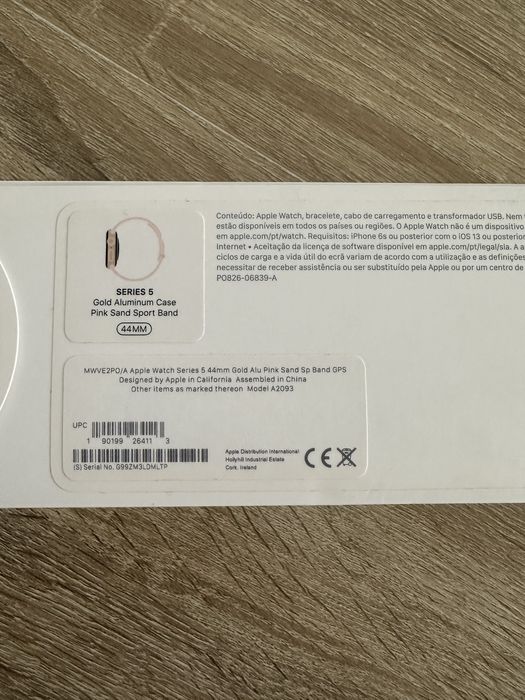 SERIES 5
Gold Aluminum Case
Pink Sand Sport Band
44MM
Conteúdo: Apple Watch, bracelete, cabo de carregamento e transformador USB. Nem
estão disponíveis em todos os países ou regiões. O Apple Watch não é um dispositivo
em apple.com/pt/watch. Requisitos: iPhone 6s ou posterior com o iOS 13 ou posterior
Internet • Aceitação da licença de software disponível em apple.com/pt/legal/sla. A
ciclos de carga e a vida útil do ecrã variam de acordo com a utilização e as definições
necessitar de receber assistência ou ser substituído pela Apple ou por um centro de
P0826-06839-A
MWVE2PO/A Apple Watch Series 5 44mm Gold Alu Pink Sand Sp Band GPS
Designed by Apple in California Assembled in China
Other items as marked thereon Model A2093
UPC
1 90199 26411 3
(S) Serial No. G99ZM3LDMLTP
Apple Distribution International
Hollyhill Industrial Estate
Cork, Ireland
CE